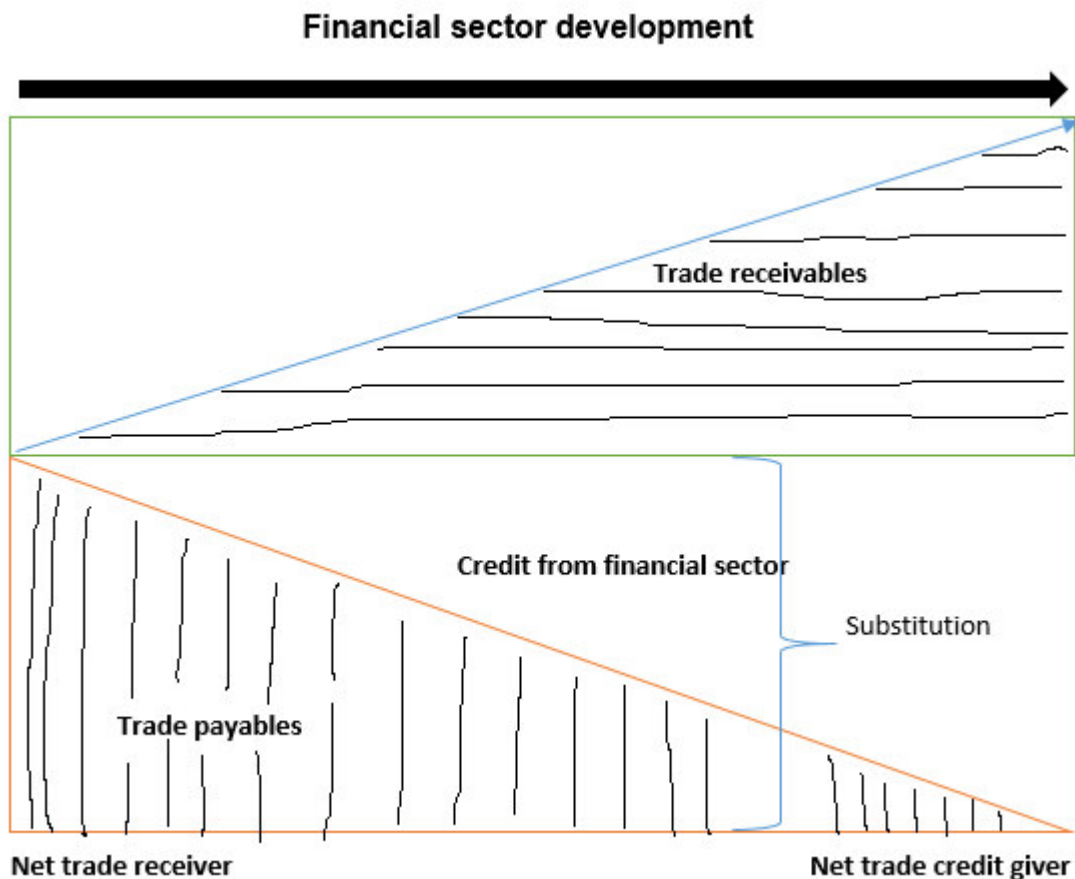 Financial sector development
Trade receivables
Credit from financial sector
Substitution
Trade payables
Net trade receiver
Net trade credit giver